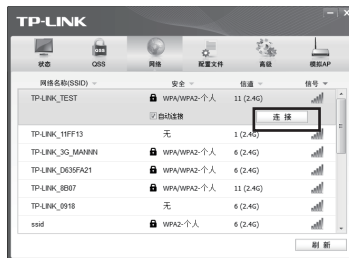 TP-LINK
状态 QSS 网络 配置文件 高级 模拟AP
网络名称(SSID) 安全 信道 信号
TP-LINK_TEST WPA/WPA2-个人 11 (2.4G)
自动连接 连 接
TP-LINK_11FF13 无 1 (2.4G)
TP-LINK_3G_MANNN WPA/WPA2-个人 6 (2.4G)
TP-LINK_D635FA21 WPA/WPA2-个人 6 (2.4G)
TP-LINK_8B07 WPA/WPA2-个人 11 (2.4G)
TP-LINK_0918 无 6 (2.4G)
ssid WPA2-个人 6 (2.4G)
刷 新